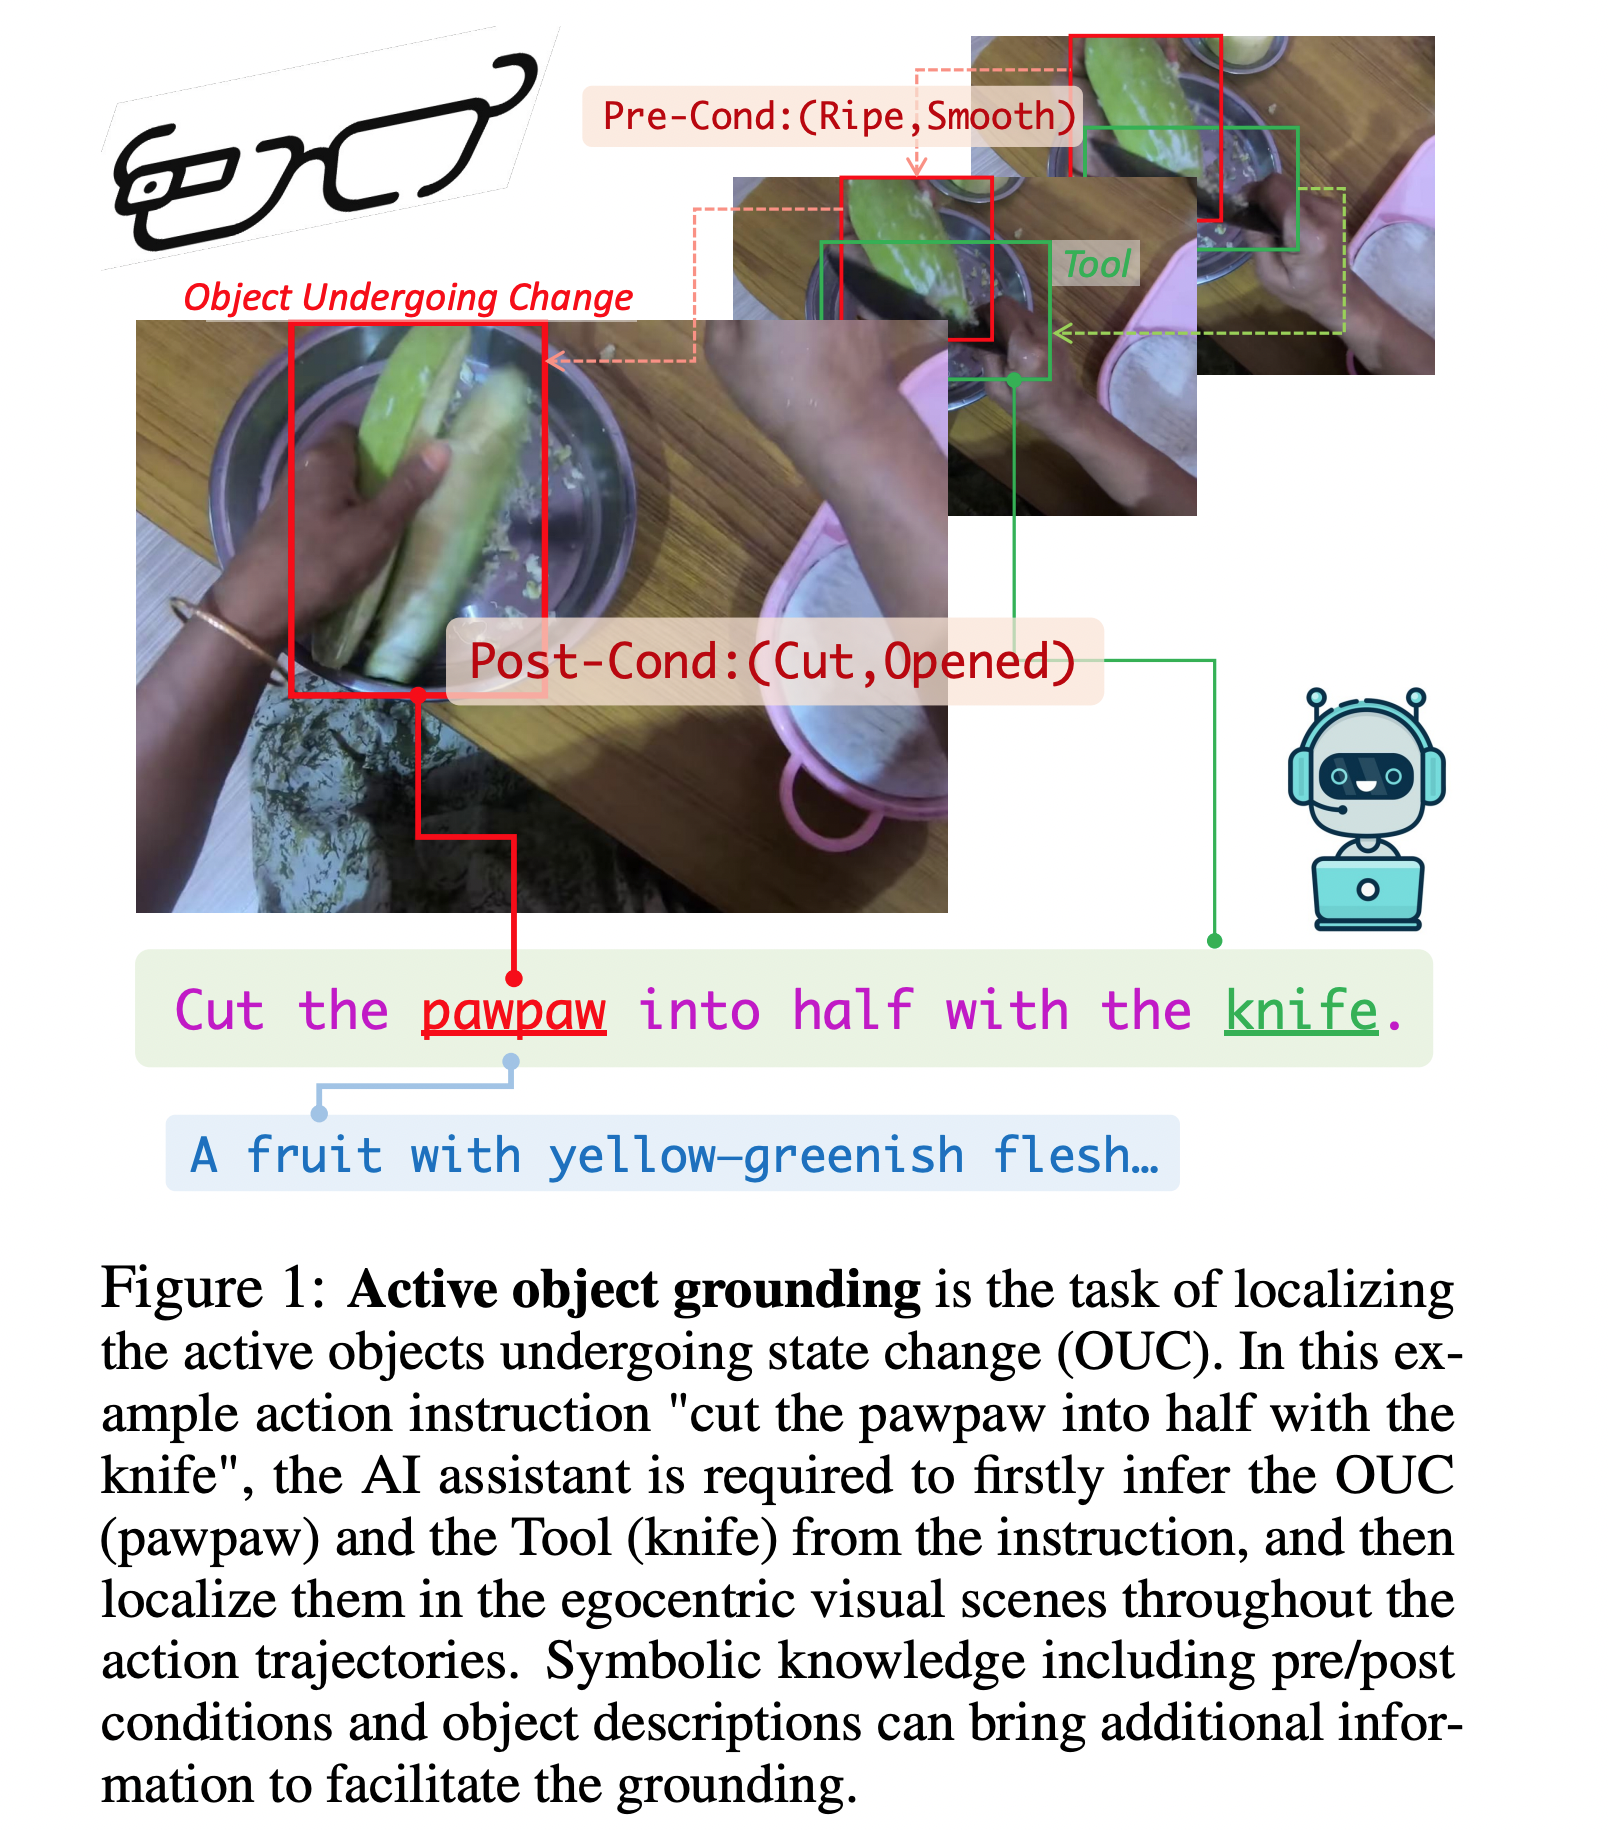 Pre-Cond:(Ripe,Smooth)
Tool
Object Undergoing Change
Post-Cond:(Cut,Opened)
Cut the pawpaw into half with the knife.
A fruit with yellow–greenish flesh…
Figure 1: Active object grounding is the task of localizing
the active objects undergoing state change (OUC). In this ex-
ample action instruction "cut the pawpaw into half with the
knife", the AI assistant is required to firstly infer the OUC
(pawpaw) and the Tool (knife) from the instruction, and then
localize them in the egocentric visual scenes throughout the
action trajectories. Symbolic knowledge including pre/post
conditions and object descriptions can bring additional infor-
mation to facilitate the grounding.